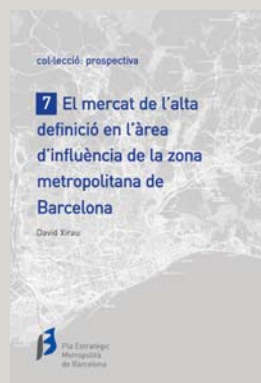 col·lecció: prospectiva
7 El mercat de l'alta
definició en l'àrea
d'influència de la zona
metropolitana de
Barcelona
David Xirau
Pla Estratègic
Metropolità
de Barcelona